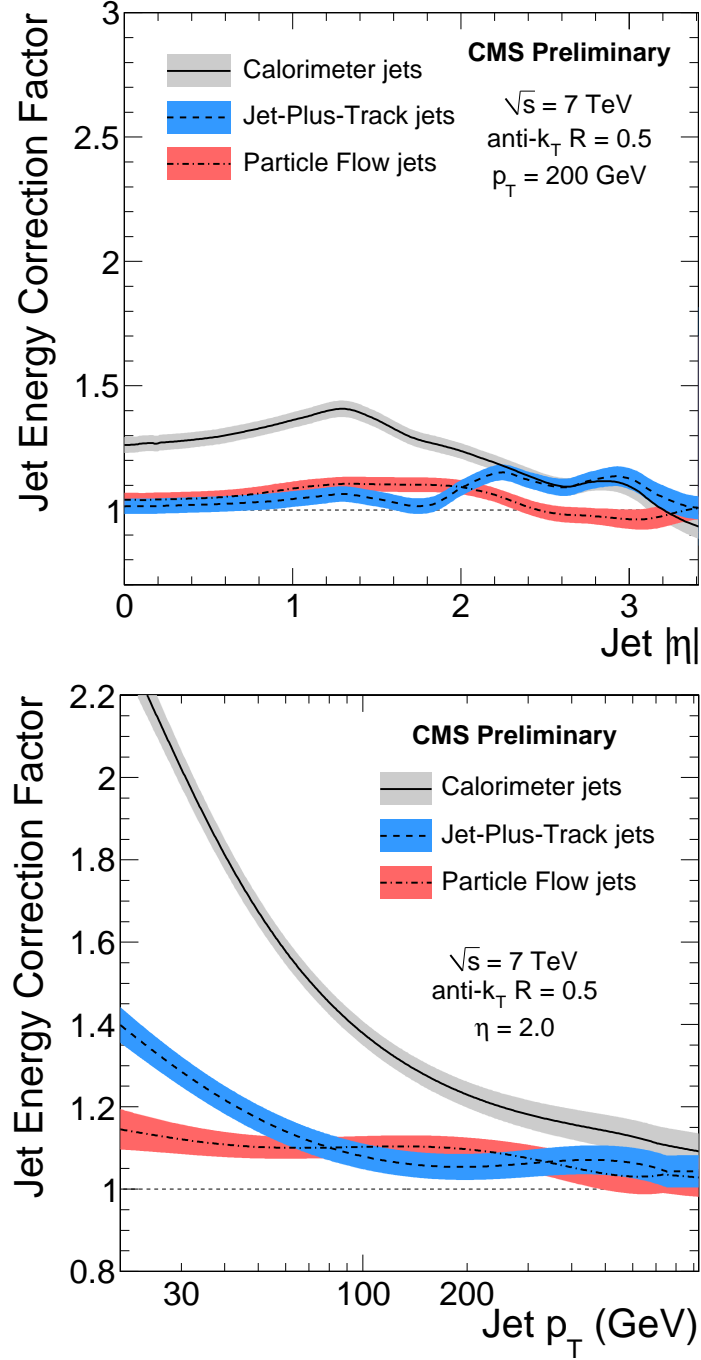 3
2.5
2
1.5
1
Jet Energy Correction Factor
Calorimeter jets
Jet-Plus-Track jets
Particle Flow jets
CMS Preliminary
√s = 7 TeV
anti-k_T R = 0.5
p_T = 200 GeV
0 1 2 3
Jet |η|
2.2
2
1.8
1.6
1.4
1.2
1
0.8
Jet Energy Correction Factor
CMS Preliminary
Calorimeter jets
Jet-Plus-Track jets
Particle Flow jets
√s = 7 TeV
anti-k_T R = 0.5
η = 2.0
30 100 200
Jet p_T (GeV)